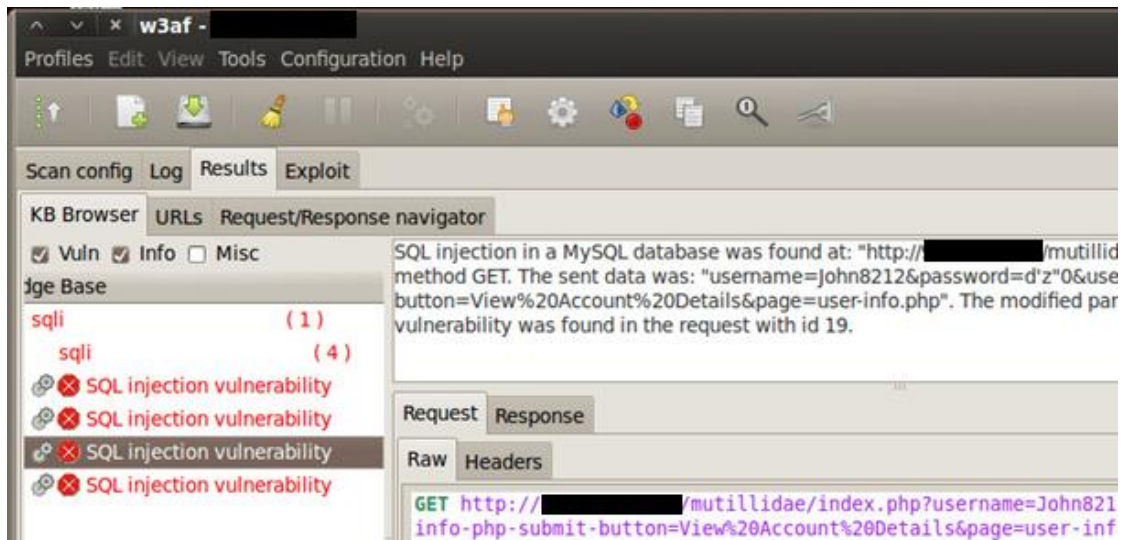 w3af -
Profiles Edit View Tools Configuration Help
Scan config Log Results Exploit
KB Browser URLs Request/Response navigator
Vuln Info Misc
dge Base
sqli ( 1 )
sqli ( 4 )
SQL injection vulnerability
SQL injection vulnerability
SQL injection vulnerability
SQL injection vulnerability
SQL injection in a MySQL database was found at: "http:// /mutillid
method GET. The sent data was: "username=John8212&password=d'z"0&use
button=View%20Account%20Details&page=user-info.php". The modified par
vulnerability was found in the request with id 19.
Request Response
Raw Headers
GET http:// /mutillidae/index.php?username=John821
info-php-submit-button=View%20Account%20Details&page=user-inf